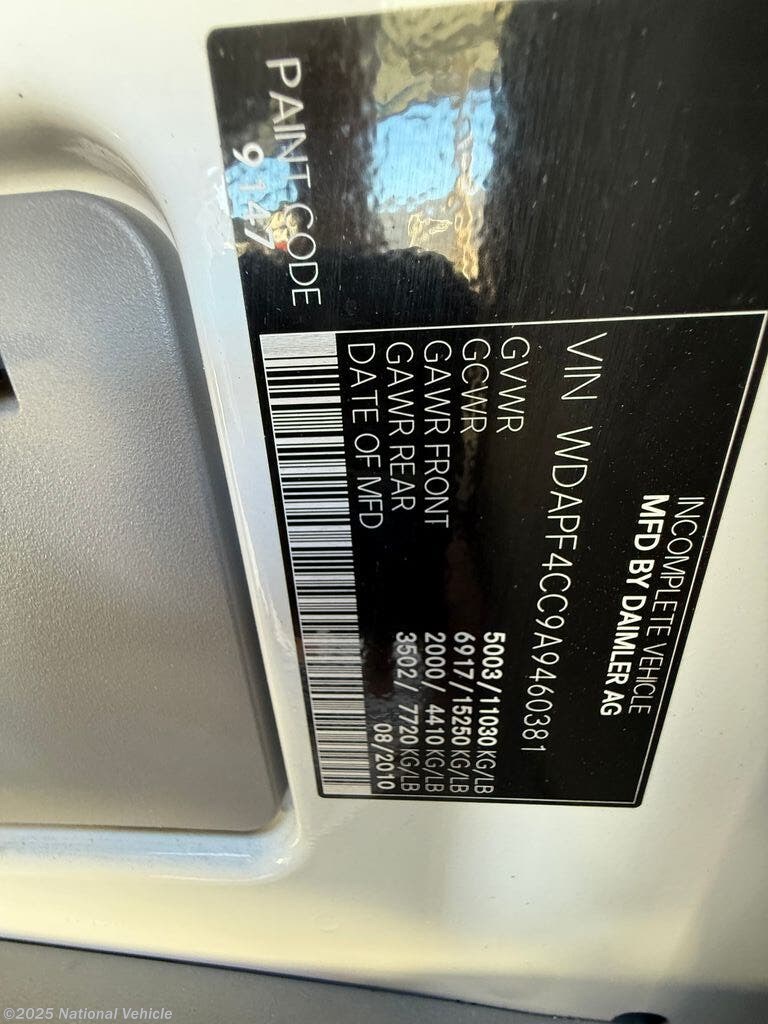 INCOMPLETE VEHICLE
MFD BY DAIMLER AG
VIN WDAPF4CC9A9460381
GVWR 5003/11030 KG/LB
GCWR 6917/15250 KG/LB
GAWR FRONT 2000/ 4410 KG/LB
GAWR REAR 3502/ 7720 KG/LB
DATE OF MFD 08/2010
PAINT CODE
9147
©2025 National Vehicle